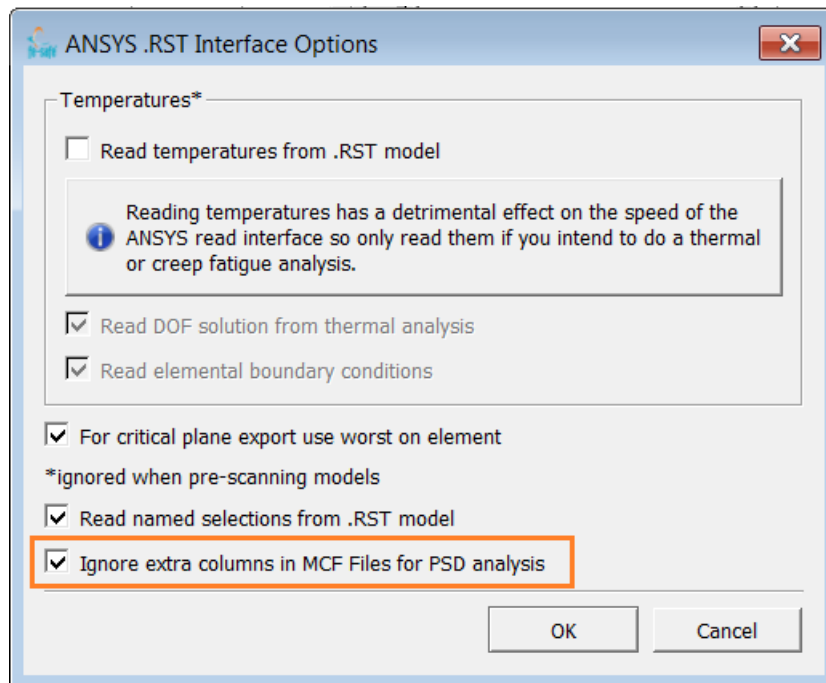 ANSYS .RST Interface Options
Temperatures*
Read temperatures from .RST model
Reading temperatures has a detrimental effect on the speed of the
ANSYS read interface so only read them if you intend to do a thermal
or creep fatigue analysis.
Read DOF solution from thermal analysis
Read elemental boundary conditions
For critical plane export use worst on element
*ignored when pre-scanning models
Read named selections from .RST model
Ignore extra columns in MCF Files for PSD analysis
OK Cancel